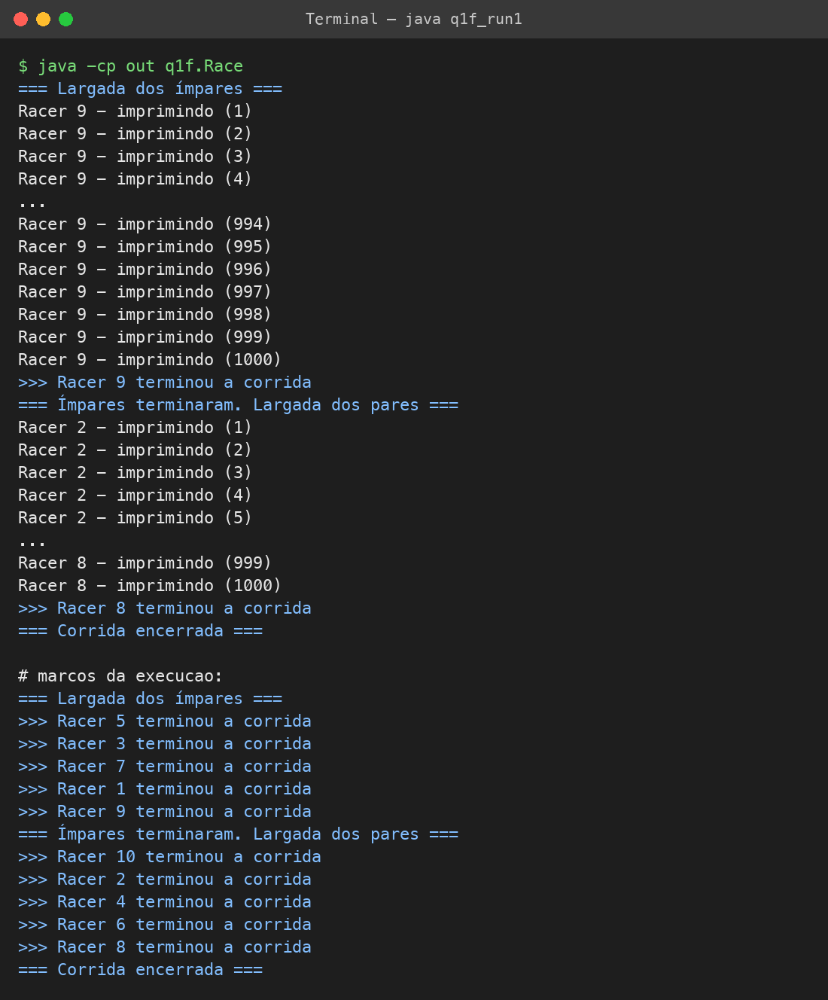 Terminal — java q1f_run1
$ java -cp out q1f.Race
=== Largada dos ímpares ===
Racer 9 - imprimindo (1)
Racer 9 - imprimindo (2)
Racer 9 - imprimindo (3)
Racer 9 - imprimindo (4)
...
Racer 9 - imprimindo (994)
Racer 9 - imprimindo (995)
Racer 9 - imprimindo (996)
Racer 9 - imprimindo (997)
Racer 9 - imprimindo (998)
Racer 9 - imprimindo (999)
Racer 9 - imprimindo (1000)
>>> Racer 9 terminou a corrida
=== Ímpares terminaram. Largada dos pares ===
Racer 2 - imprimindo (1)
Racer 2 - imprimindo (2)
Racer 2 - imprimindo (3)
Racer 2 - imprimindo (4)
Racer 2 - imprimindo (5)
...
Racer 8 - imprimindo (999)
Racer 8 - imprimindo (1000)
>>> Racer 8 terminou a corrida
=== Corrida encerrada ===
# marcos da execucao:
=== Largada dos ímpares ===
>>> Racer 5 terminou a corrida
>>> Racer 3 terminou a corrida
>>> Racer 7 terminou a corrida
>>> Racer 1 terminou a corrida
>>> Racer 9 terminou a corrida
=== Ímpares terminaram. Largada dos pares ===
>>> Racer 10 terminou a corrida
>>> Racer 2 terminou a corrida
>>> Racer 4 terminou a corrida
>>> Racer 6 terminou a corrida
>>> Racer 8 terminou a corrida
=== Corrida encerrada ===